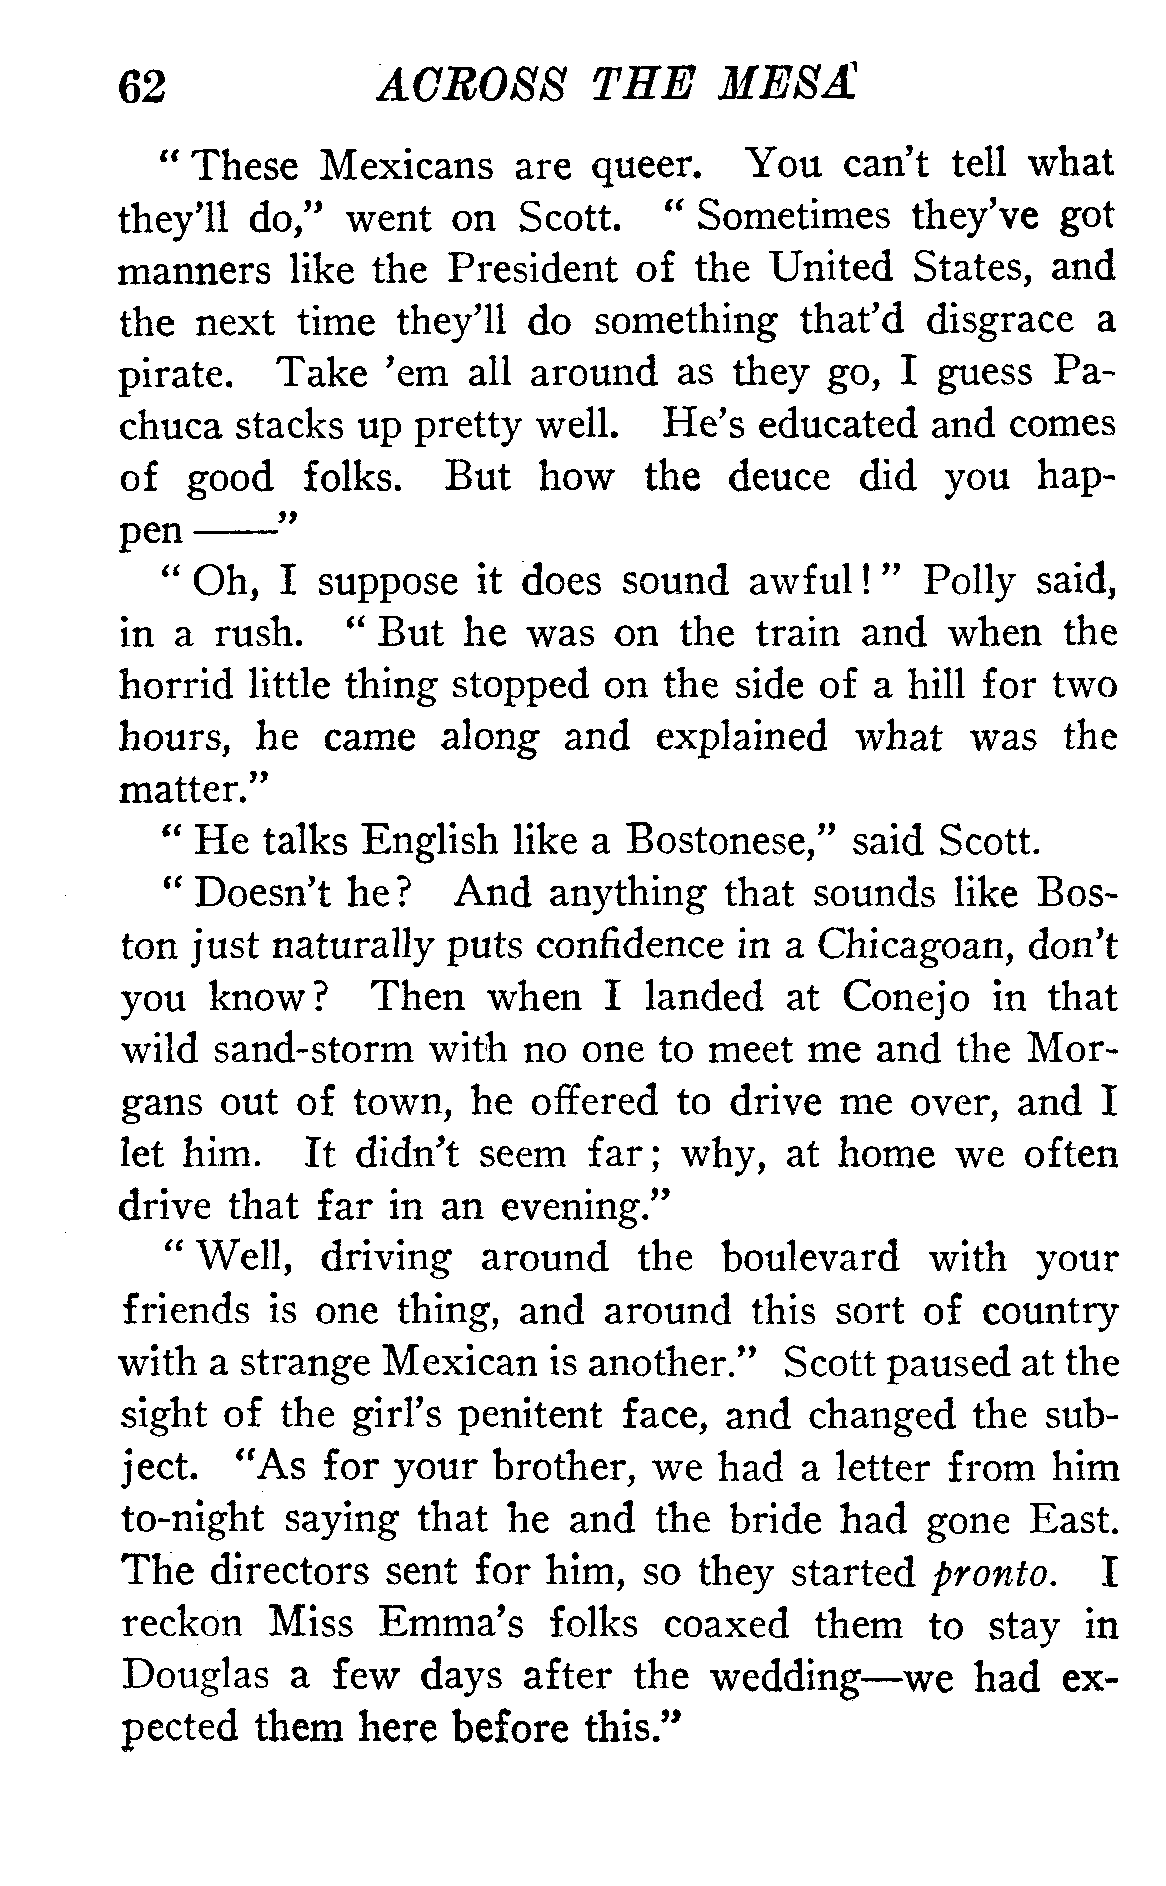 62 ACROSS THE MESA
“ These Mexicans are queer. You can’t tell what
they’ll do,” went on Scott. “ Sometimes they’ve got
manners like the President of the United States, and
the next time they’ll do something that’d disgrace a
pirate. Take ’em all around as they go, I guess Pa-
chuca stacks up pretty well. He’s educated and comes
of good folks. But how the deuce did you hap-
pen ——”
“ Oh, I suppose it does sound awful! ” Polly said,
in a rush. “ But he was on the train and when the
horrid little thing stopped on the side of a hill for two
hours, he came along and explained what was the
matter.”
“ He talks English like a Bostonese,” said Scott.
“ Doesn’t he? And anything that sounds like Bos-
ton just naturally puts confidence in a Chicagoan, don’t
you know? Then when I landed at Conejo in that
wild sand-storm with no one to meet me and the Mor-
gans out of town, he offered to drive me over, and I
let him. It didn’t seem far; why, at home we often
drive that far in an evening.”
“ Well, driving around the boulevard with your
friends is one thing, and around this sort of country
with a strange Mexican is another.” Scott paused at the
sight of the girl’s penitent face, and changed the sub-
ject. “As for your brother, we had a letter from him
to-night saying that he and the bride had gone East.
The directors sent for him, so they started pronto. I
reckon Miss Emma’s folks coaxed them to stay in
Douglas a few days after the wedding—we had ex-
pected them here before this.”